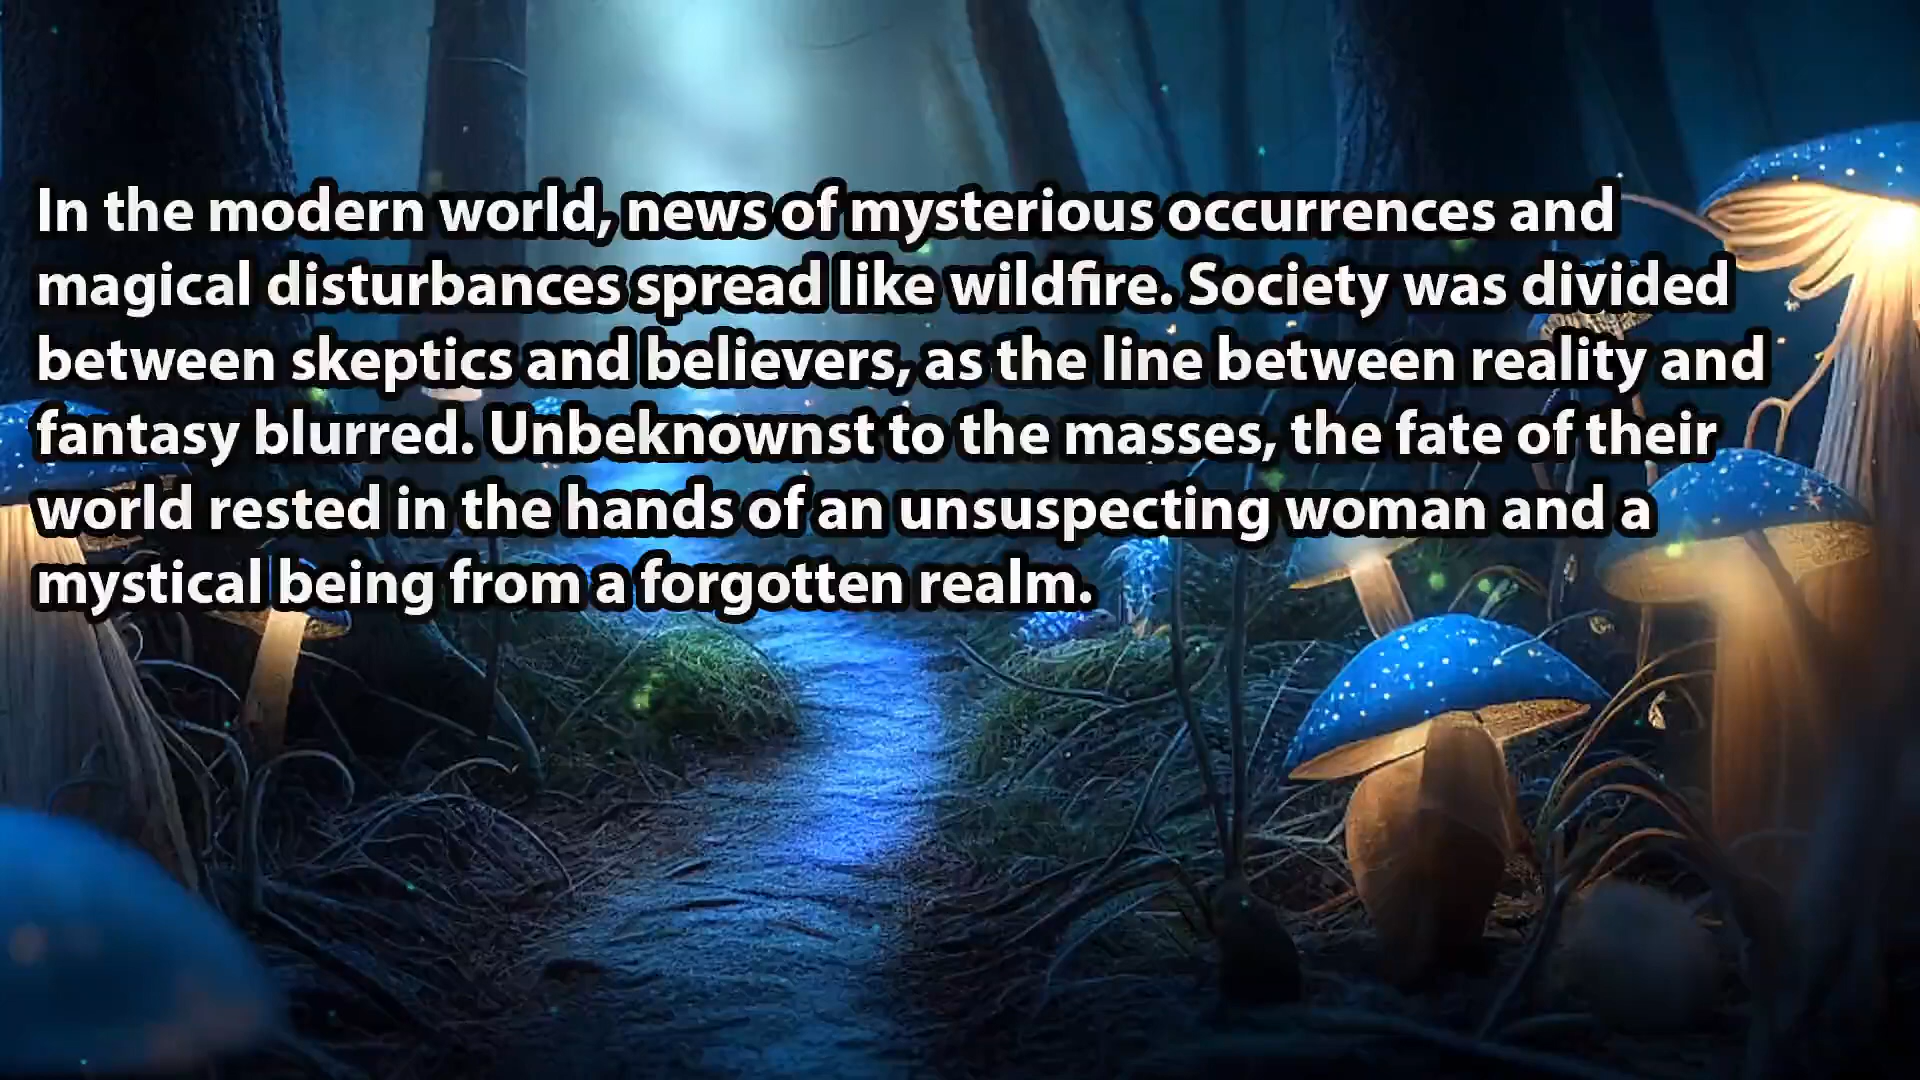 In the modern world, news of mysterious occurrences and
magical disturbances spread like wildfire. Society was divided
between skeptics and believers, as the line between reality and
fantasy blurred. Unbeknownst to the masses, the fate of their
world rested in the hands of an unsuspecting woman and a
mystical being from a forgotten realm.